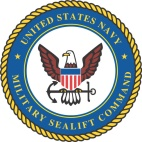 UNITED STATES NAVY
MILITARY SEALIFT COMMAND